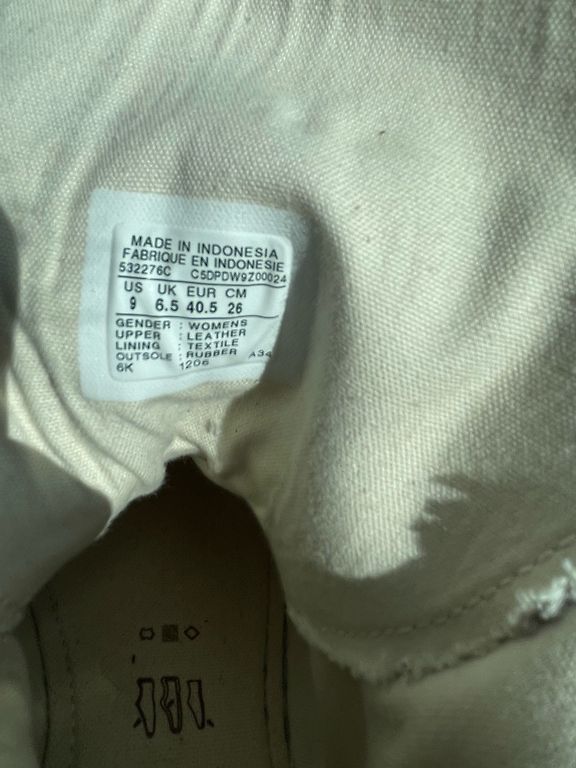 MADE IN INDONESIA
FABRIQUE EN INDONESIE
532276C C5DPDW9Z00024
US UK EUR CM
9 6.5 40.5 26
GENDER : WOMENS
UPPER : LEATHER
LINING : TEXTILE
OUTSOLE : RUBBER A34
6K 1206